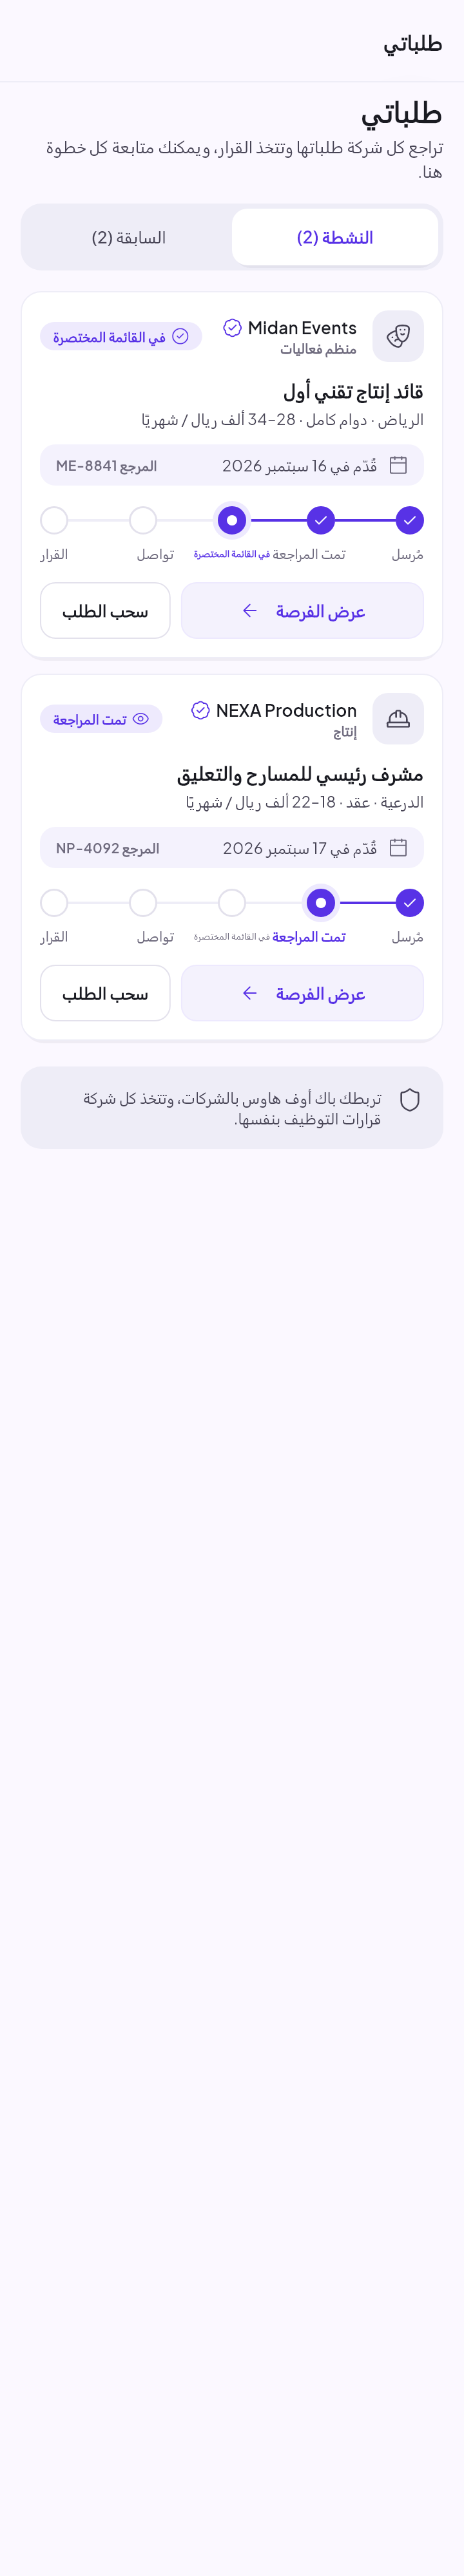 طلباتي
طلباتي
تراجع كل شركة طلباتها وتتخذ القرار، ويمكنك متابعة كل خطوة
هنا.
النشطة (2)
السابقة (2)
Midan Events
منظم فعاليات
في القائمة المختصرة
قائد إنتاج تقني أول
الرياض · دوام كامل · 28–34 ألف ريال / شهريًا
قُدّم في 16 سبتمبر 2026
المرجع ME-8841
مُرسل
تمت المراجعة
في القائمة المختصرة
تواصل
القرار
عرض الفرصة
سحب الطلب
NEXA Production
إنتاج
تمت المراجعة
مشرف رئيسي للمسارح والتعليق
الدرعية · عقد · 18–22 ألف ريال / شهريًا
قُدّم في 17 سبتمبر 2026
المرجع NP-4092
مُرسل
تمت المراجعة
في القائمة المختصرة
تواصل
القرار
عرض الفرصة
سحب الطلب
تربطك باك أوف هاوس بالشركات، وتتخذ كل شركة
قرارات التوظيف بنفسها.